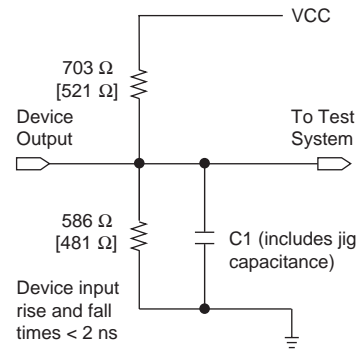 VCC
703 Ω
[521 Ω]
Device
Output
To Test
System
586 Ω
[481 Ω]
C1 (includes jig
capacitance)
Device input
rise and fall
times < 2 ns